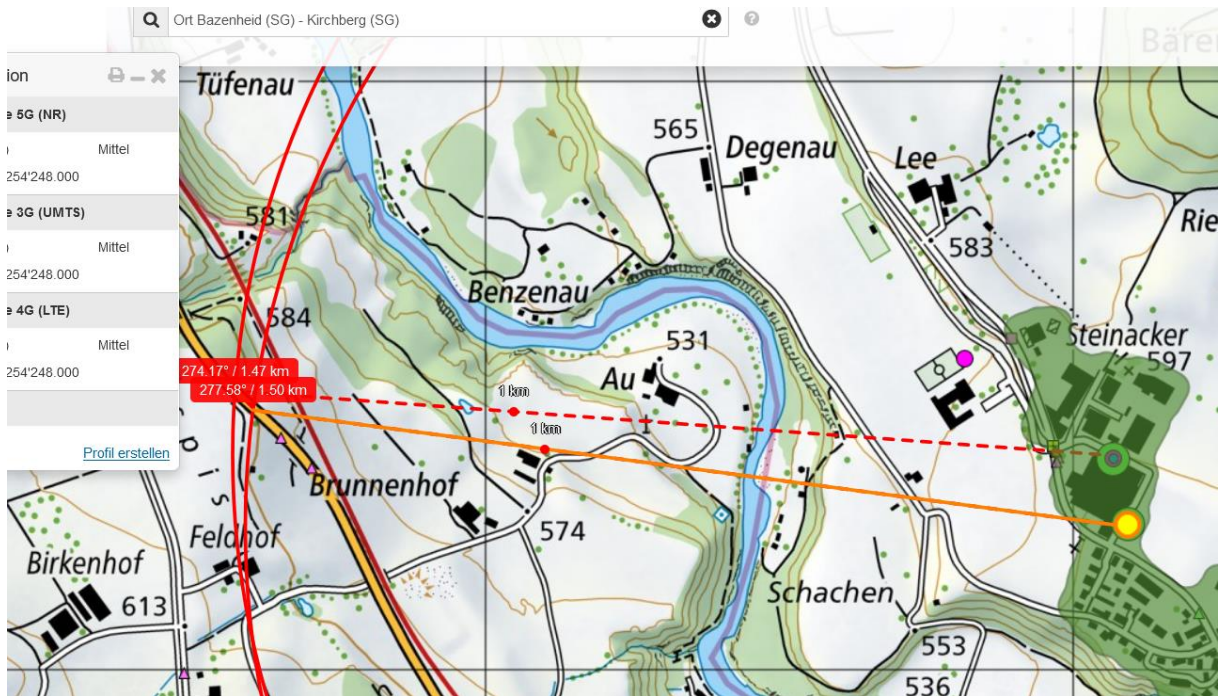 Ort Bazenheid (SG) - Kirchberg (SG)
?
Bären
ion
e 5G (NR)
) Mittel
254'248.000
e 3G (UMTS)
) Mittel
254'248.000
e 4G (LTE)
) Mittel
254'248.000
Profil erstellen
Tüfenau
565
Degenau
Lee
581
583
Rie
Benzenau
584
531
Steinacker
597
274.17° / 1.47 km
277.58° / 1.50 km
Au
1 km
1 km
p i s
Brunnenhof
574
Feldhof
Birkenhof
613
Schachen
553
536